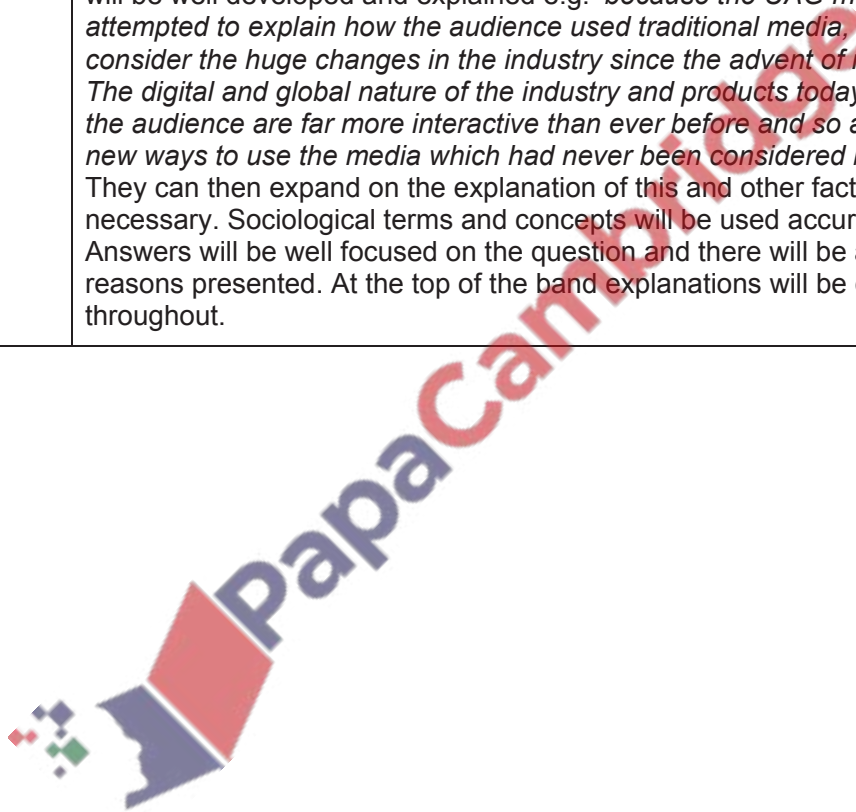 will be well developed and explained e.g. 'because the UAG m
attempted to explain how the audience used traditional media,
consider the huge changes in the industry since the advent of
The digital and global nature of the industry and products today
the audience are far more interactive than ever before and so a
new ways to use the media which had never been considered
They can then expand on the explanation of this and other fact
necessary. Sociological terms and concepts will be used accur
Answers will be well focused on the question and there will be
reasons presented. At the top of the band explanations will be
throughout.
PapaCambridge